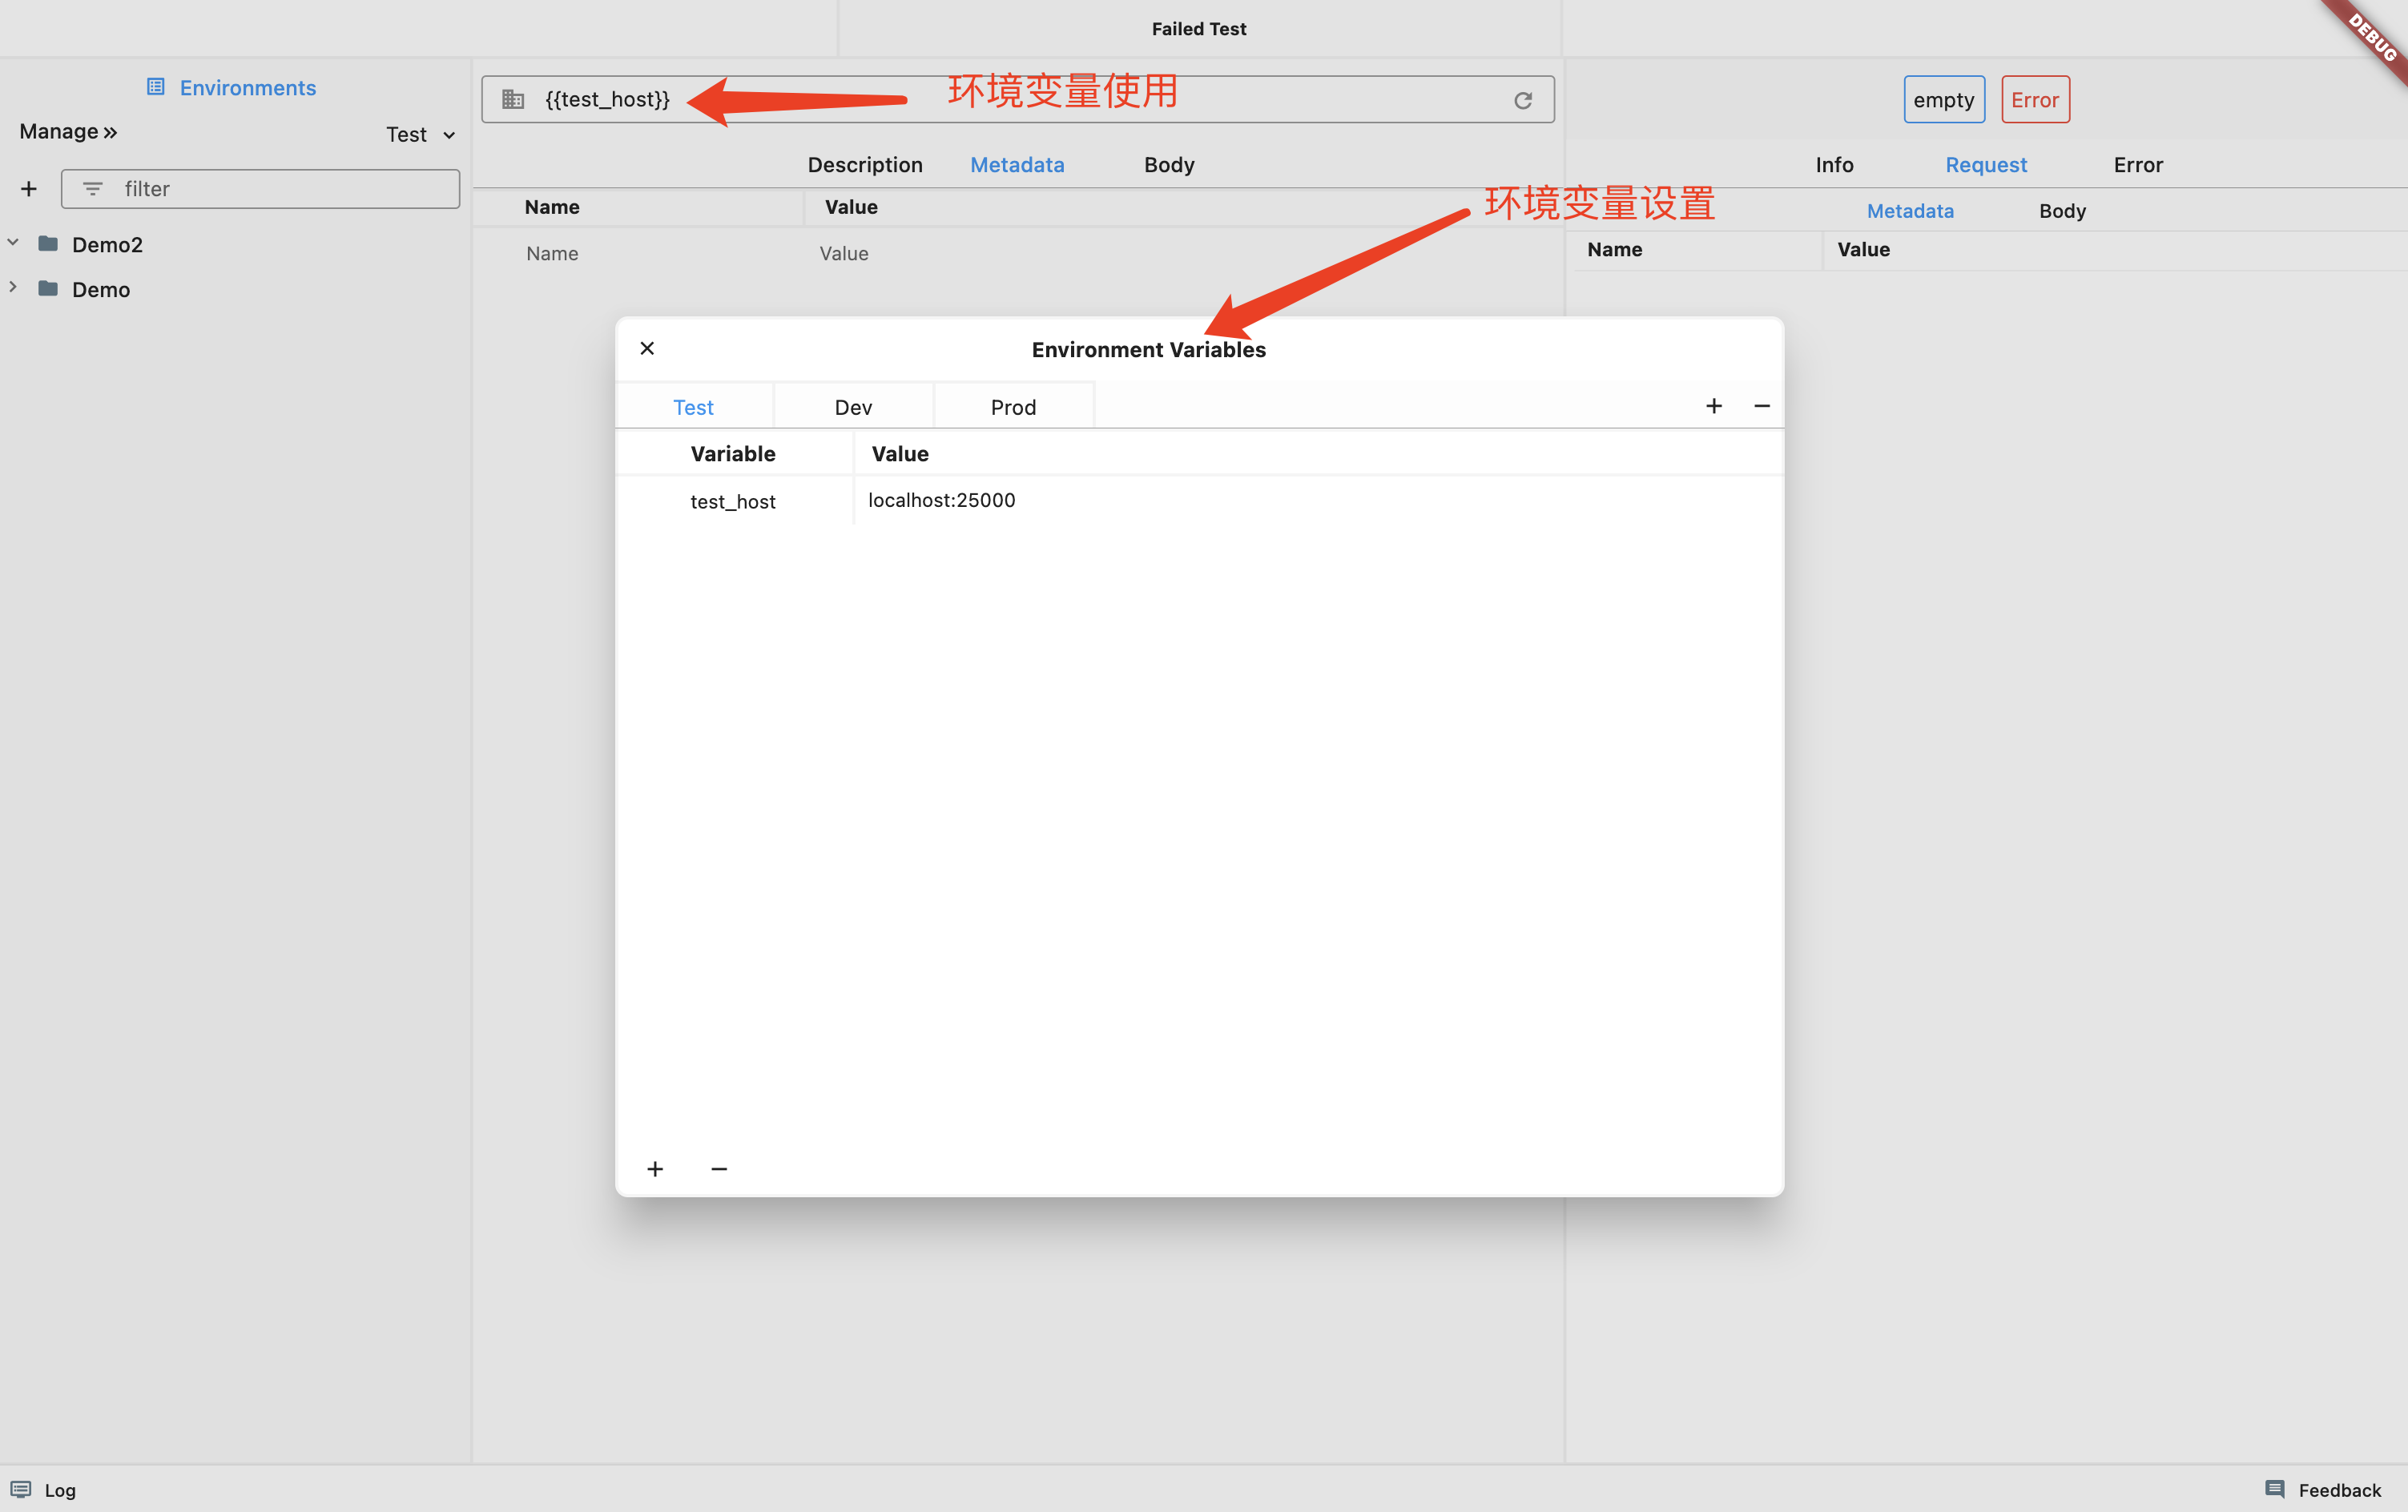 Failed Test
DEBUG
Environments
Manage »
Test
filter
Demo2
Demo
{{test_host}}
环境变量使用
Description Metadata Body
Name Value
Name Value
环境变量设置
empty Error
Info Request Error
Metadata Body
Name Value
Environment Variables
Test Dev Prod
Variable Value
test_host localhost:25000
Log
Feedback